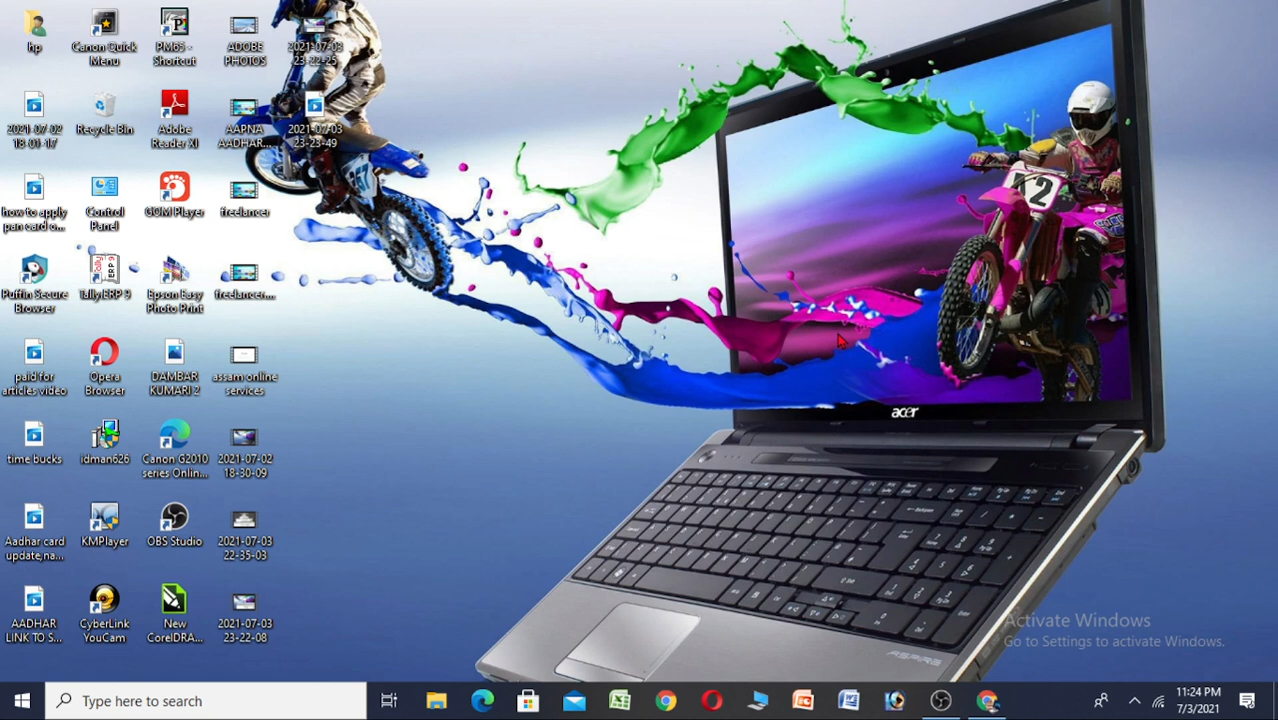 hp
Canon Quick
Menu
PM65 -
Shortcut
ADOBE
PHOTOS
2021-07-03
23-22-25
2021-07-02
18-01-17
Recycle Bin
Adobe
Reader XI
AAPNA
AADHAR...
2021-07-03
23-23-49
how to apply
pan card o...
Control
Panel
GOM Player
freelancer
Puffin Secure
Browser
Tally.ERP 9
Epson Easy
Photo Print
freelancer....
paid for
articles video
Opera
Browser
DAMBAR
KUMARI 2
assam online
services
time bucks
idman626
Canon G2010
series Onlin...
2021-07-02
18-30-09
Aadhar card
update,na...
KMPlayer
OBS Studio
2021-07-03
22-35-03
AADHAR
LINK TO S...
CyberLink
YouCam
New
CorelDRA...
2021-07-03
23-22-08
acer
ASPIRE
Activate Windows
Go to Settings to activate Windows.
Type here to search
11:24 PM
7/3/2021